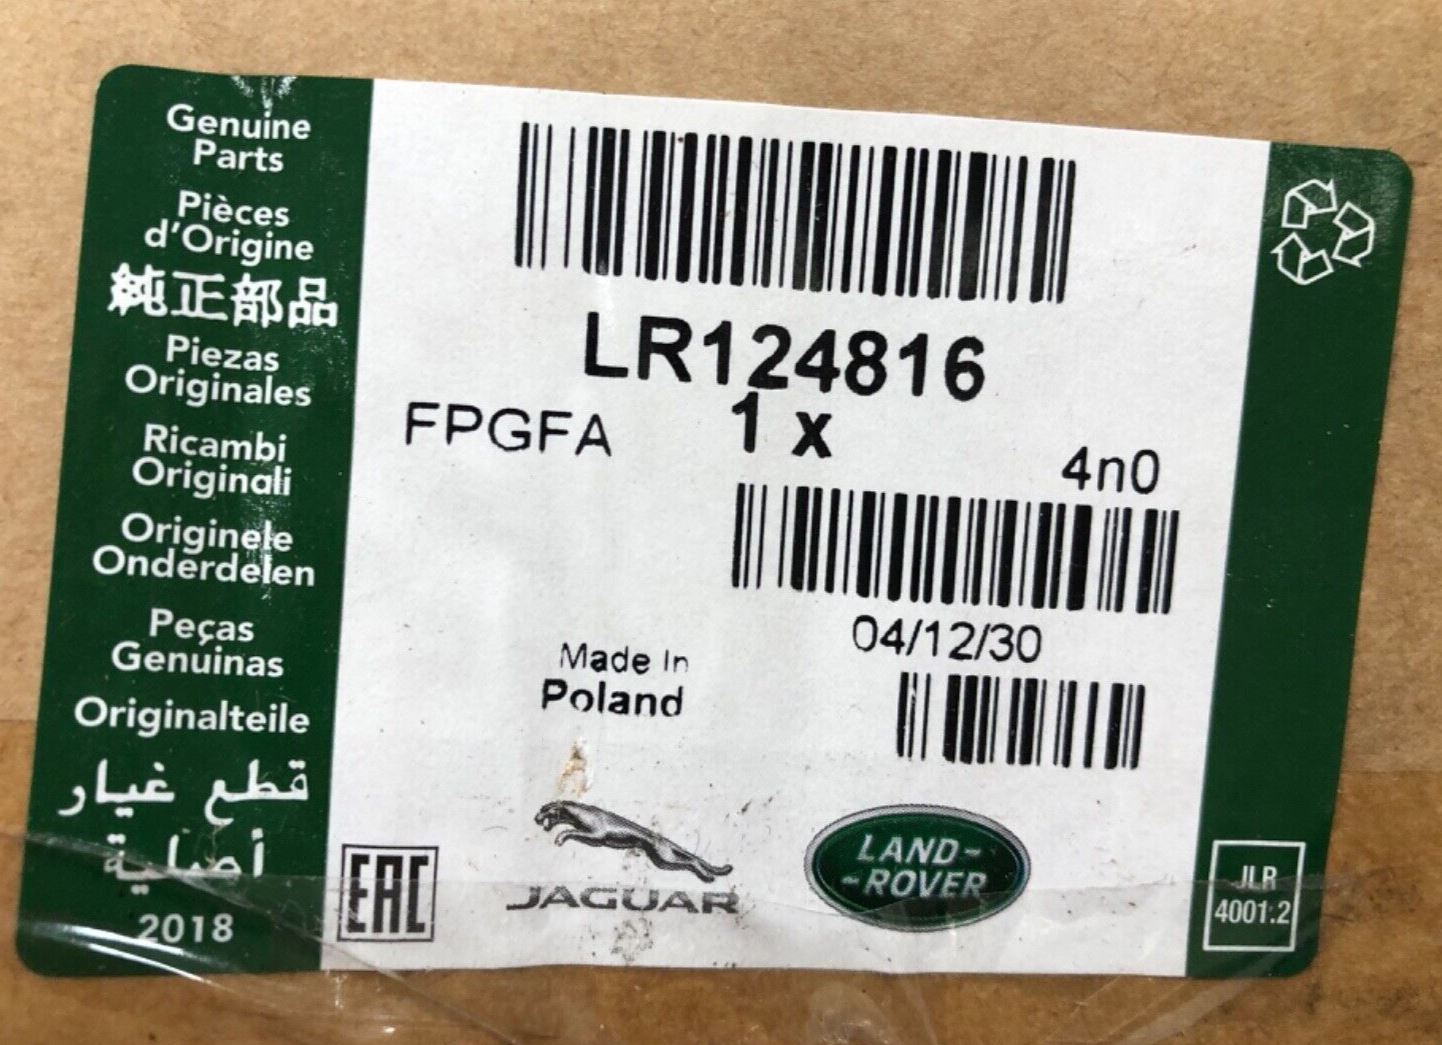 Genuine
Parts
Pièces
d'Origine
純正部品
Piezas
Originales
Ricambi
Originali
Originele
Onderdelen
Peças
Genuinas
Originalteile
قطع غيار
أصلية
2018
LR124816
FPGFA 1 x
4n0
04/12/30
Made In
Poland
EAC
JAGUAR
LAND-
-ROVER
JLR
4001.2